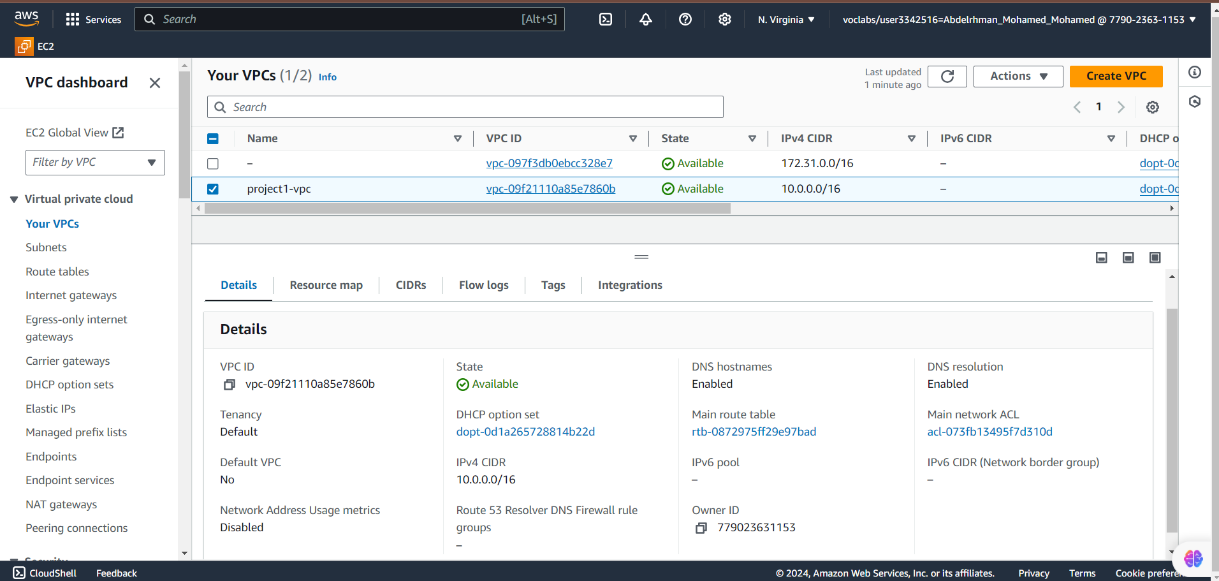 aws Services Search [Alt+S] N. Virginia voclabs/user3342516=Abdelrhman_Mohamed_Mohamed @ 7790-2363-1153
EC2
VPC dashboard
EC2 Global View
Filter by VPC
Virtual private cloud
Your VPCs
Subnets
Route tables
Internet gateways
Egress-only internet
gateways
Carrier gateways
DHCP option sets
Elastic IPs
Managed prefix lists
Endpoints
Endpoint services
NAT gateways
Peering connections
Security
Your VPCs (1/2) Info
Last updated
1 minute ago
Actions
Create VPC
Search
1
Name VPC ID State IPv4 CIDR IPv6 CIDR DHCP o
– vpc-097f3db0ebcc328e7 Available 172.31.0.0/16 – dopt-0c
project1-vpc vpc-09f21110a85e7860b Available 10.0.0.0/16 – dopt-0c
Details Resource map CIDRs Flow logs Tags Integrations
Details
VPC ID
vpc-09f21110a85e7860b
State
Available
DNS hostnames
Enabled
DNS resolution
Enabled
Tenancy
Default
DHCP option set
dopt-0d1a265728814b22d
Main route table
rtb-0872975ff29e97bad
Main network ACL
acl-073fb13495f7d310d
Default VPC
No
IPv4 CIDR
10.0.0.0/16
IPv6 pool
–
IPv6 CIDR (Network border group)
–
Network Address Usage metrics
Disabled
Route 53 Resolver DNS Firewall rule
groups
–
Owner ID
779023631153
CloudShell Feedback © 2024, Amazon Web Services, Inc. or its affiliates. Privacy Terms Cookie prefere